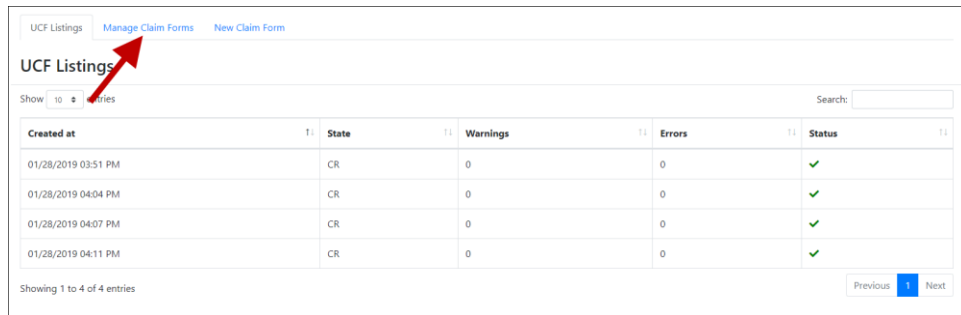 UCF Listings Manage Claim Forms New Claim Form
UCF Listings
Show 10 entries Search:
Created at State Warnings Errors Status
01/28/2019 03:51 PM CR 0 0
01/28/2019 04:04 PM CR 0 0
01/28/2019 04:07 PM CR 0 0
01/28/2019 04:11 PM CR 0 0
Showing 1 to 4 of 4 entries Previous 1 Next